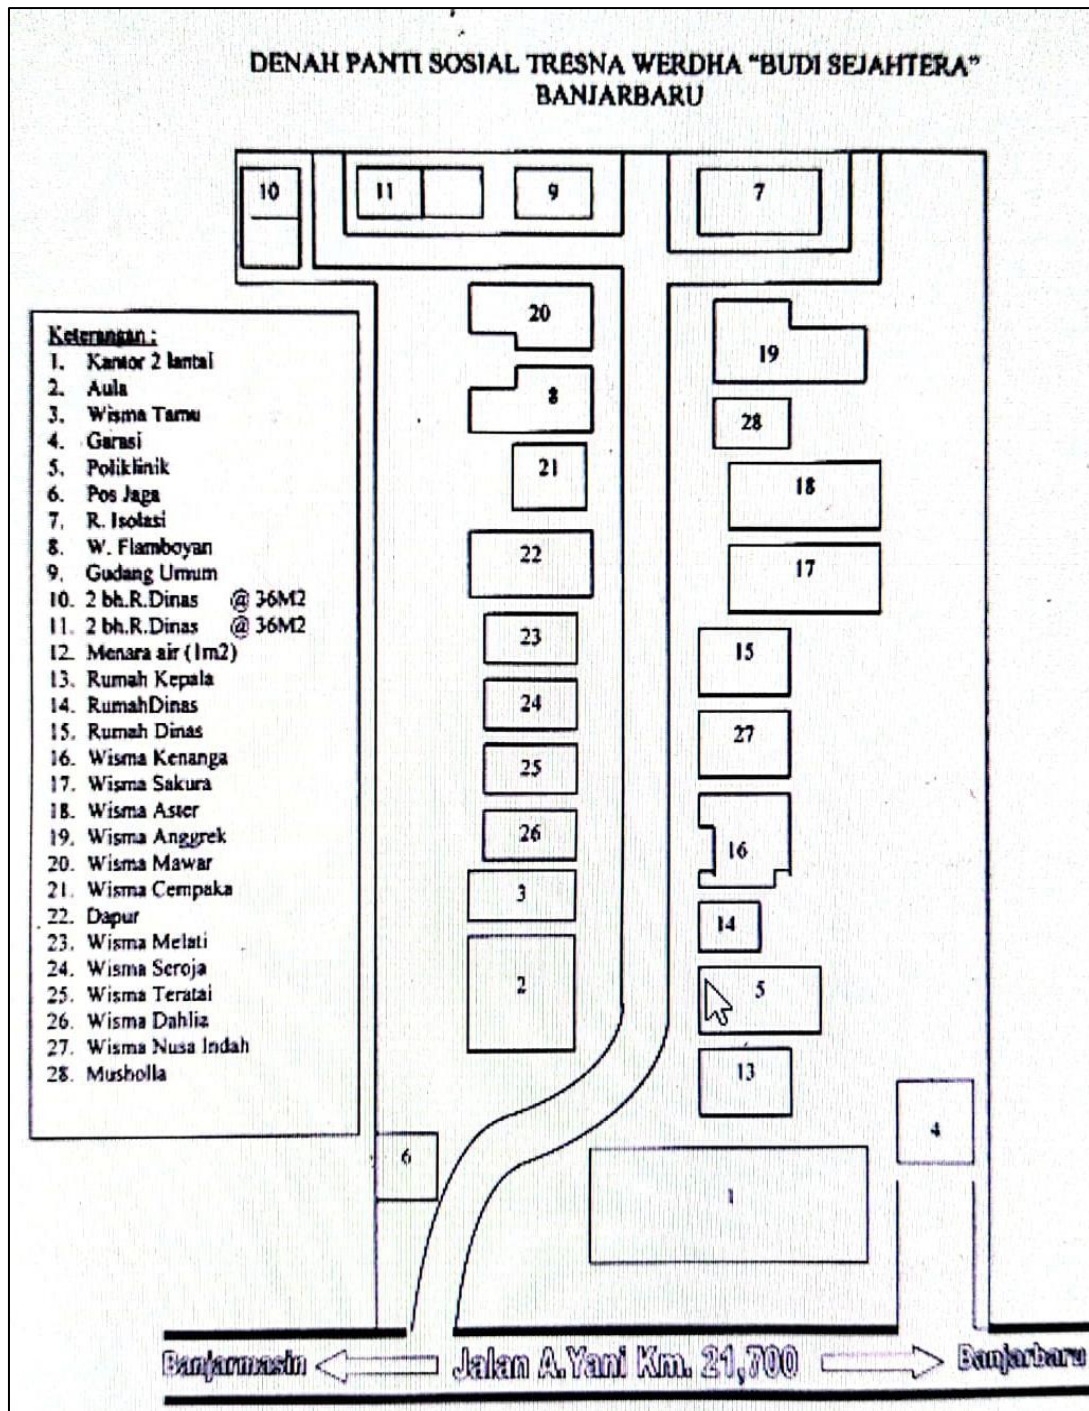 DENAH PANTI SOSIAL TRESNA WERDHA "BUDI SEJAHTERA"
BANJARBARU
10
11
9
7
20
19
8
28
21
18
22
17
23
15
24
27
25
26
16
3
14
2
5
13
6
4
1
Keterangan :
1. Kantor 2 lantai
2. Aula
3. Wisma Tamu
4. Garasi
5. Poliklinik
6. Pos Jaga
7. R. Isolasi
8. W. Flamboyan
9. Gudang Umum
10. 2 bh.R.Dinas @ 36M2
11. 2 bh.R.Dinas @ 36M2
12. Menara air (1m2)
13. Rumah Kepala
14. RumahDinas
15. Rumah Dinas
16. Wisma Kenanga
17. Wisma Sakura
18. Wisma Aster
19. Wisma Anggrek
20. Wisma Mawar
21. Wisma Cempaka
22. Dapur
23. Wisma Melati
24. Wisma Seroja
25. Wisma Teratai
26. Wisma Dahlia
27. Wisma Nusa Indah
28. Musholla
Banjarmasin Jalan A.Yani Km. 21,700 Banjarbaru